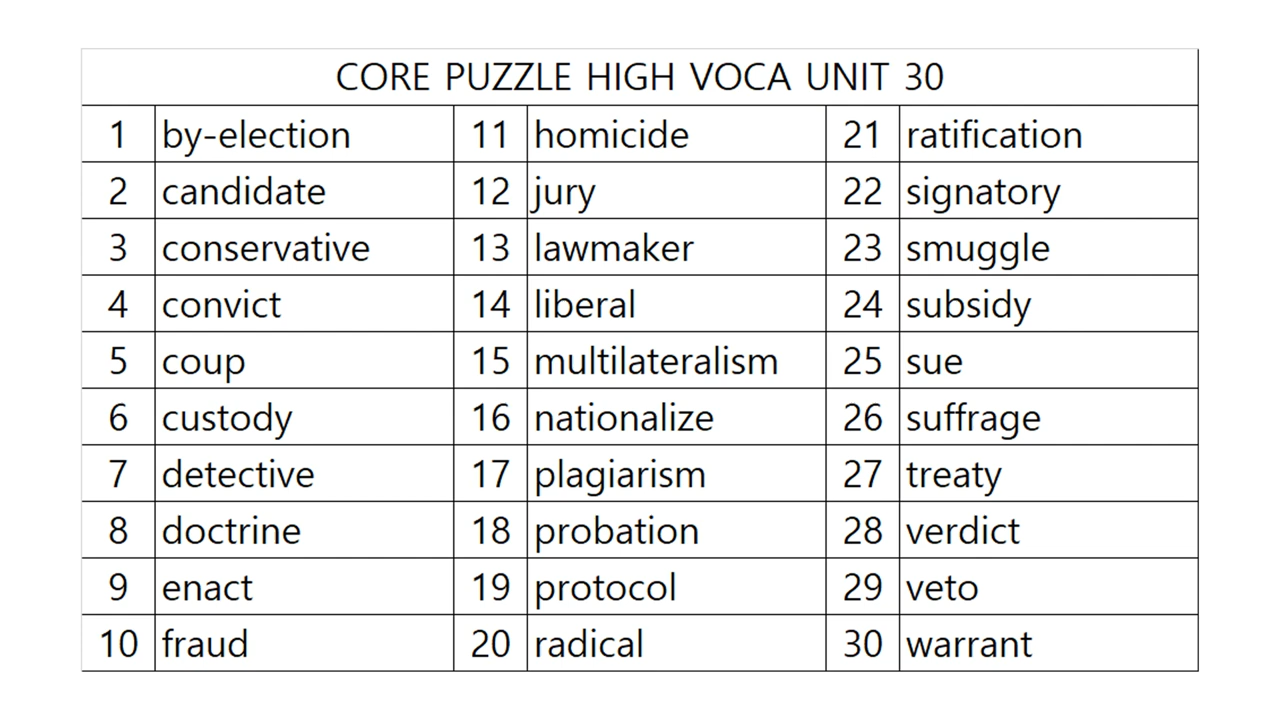 CORE PUZZLE HIGH VOCA UNIT 30
1 by-election 11 homicide 21 ratification
2 candidate 12 jury 22 signatory
3 conservative 13 lawmaker 23 smuggle
4 convict 14 liberal 24 subsidy
5 coup 15 multilateralism 25 sue
6 custody 16 nationalize 26 suffrage
7 detective 17 plagiarism 27 treaty
8 doctrine 18 probation 28 verdict
9 enact 19 protocol 29 veto
10 fraud 20 radical 30 warrant